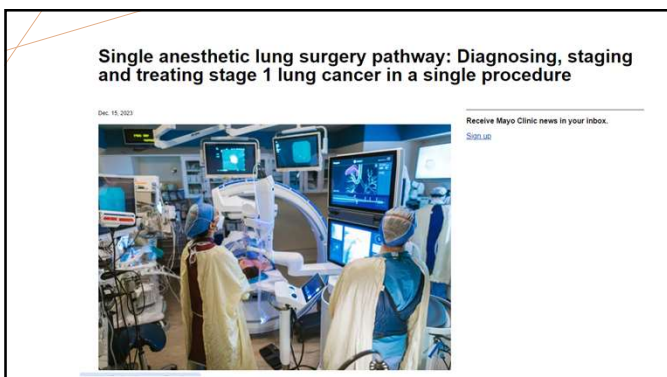 Single anesthetic lung surgery pathway: Diagnosing, staging
and treating stage 1 lung cancer in a single procedure
Dec. 15, 2023
Receive Mayo Clinic news in your inbox.
Sign up